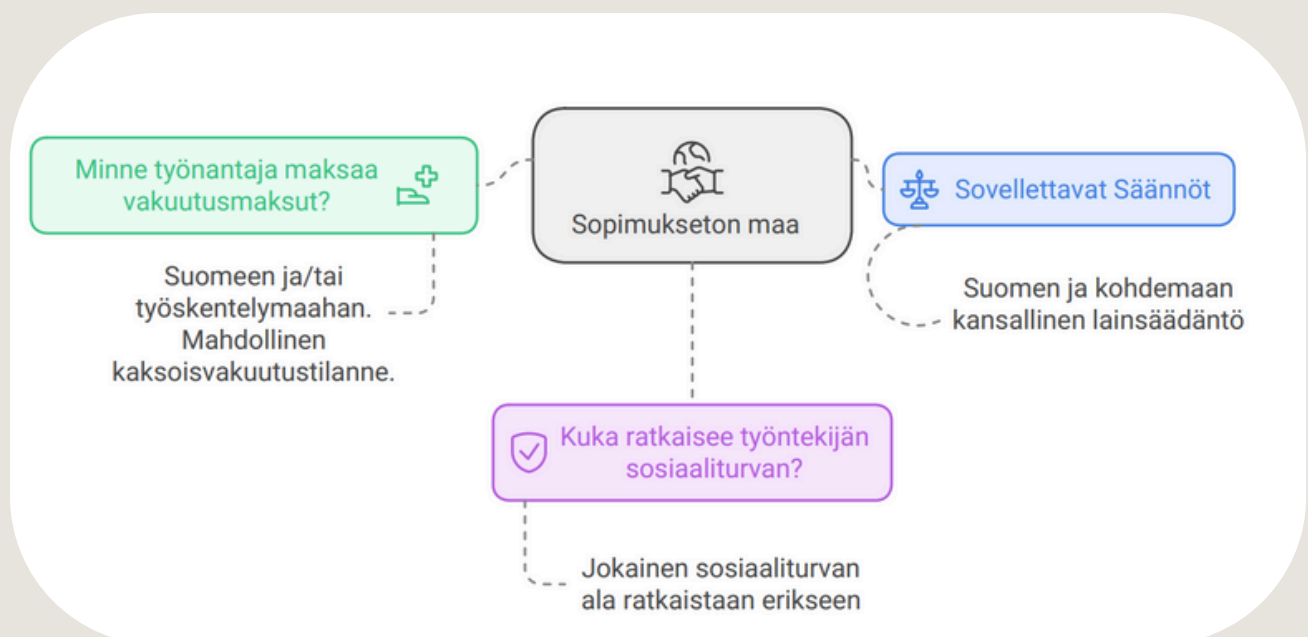 Sopimukseton maa
Minne työnantaja maksaa
vakuutusmaksut?
Suomeen ja/tai
työskentelymaahan.
Mahdollinen
kaksoisvakuutustilanne.
Sovellettavat Säännöt
Suomen ja kohdemaan
kansallinen lainsäädäntö
Kuka ratkaisee työntekijän
sosiaaliturvan?
Jokainen sosiaaliturvan
ala ratkaistaan erikseen